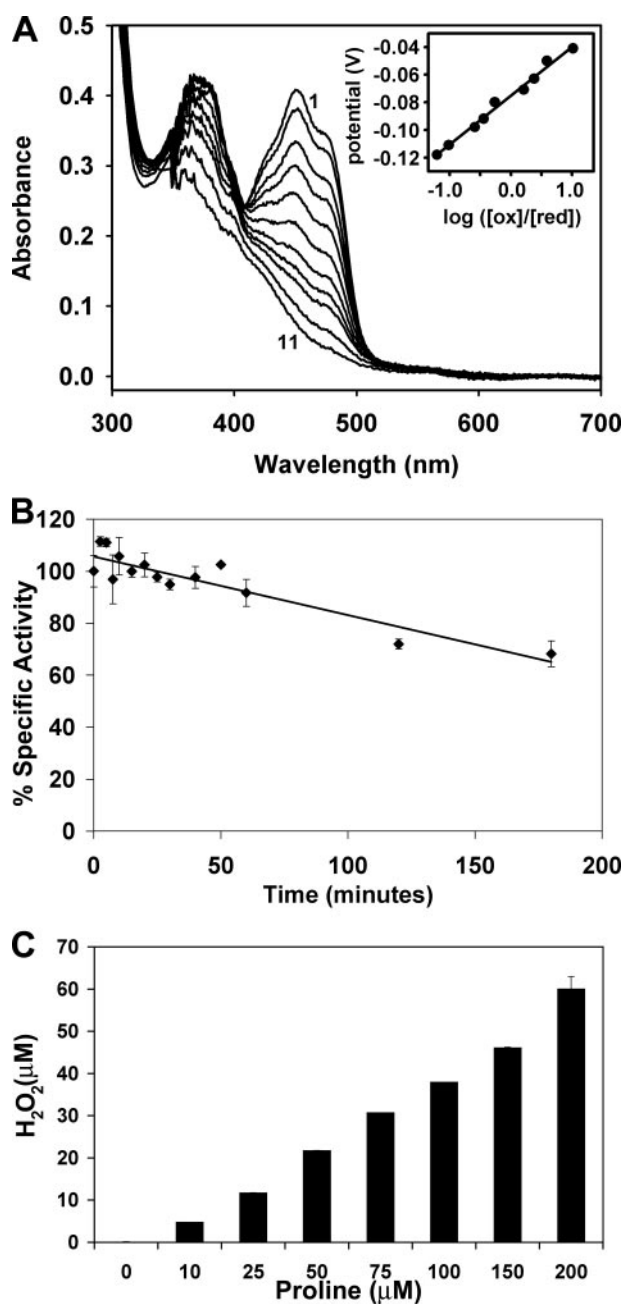 A
0.5
0.4
0.3
0.2
0.1
0.0
Absorbance
1
11
300 400 500 600 700
Wavelength (nm)
-0.04
-0.06
-0.08
-0.10
-0.12
potential (V)
-1.0 0.0 1.0
log ([ox]/[red])
B
120
100
80
60
40
20
0
% Specific Activity
0 50 100 150 200
Time (minutes)
C
70
60
50
40
30
20
10
0
H₂O₂(μM)
0 10 25 50 75 100 150 200
Proline (μM)